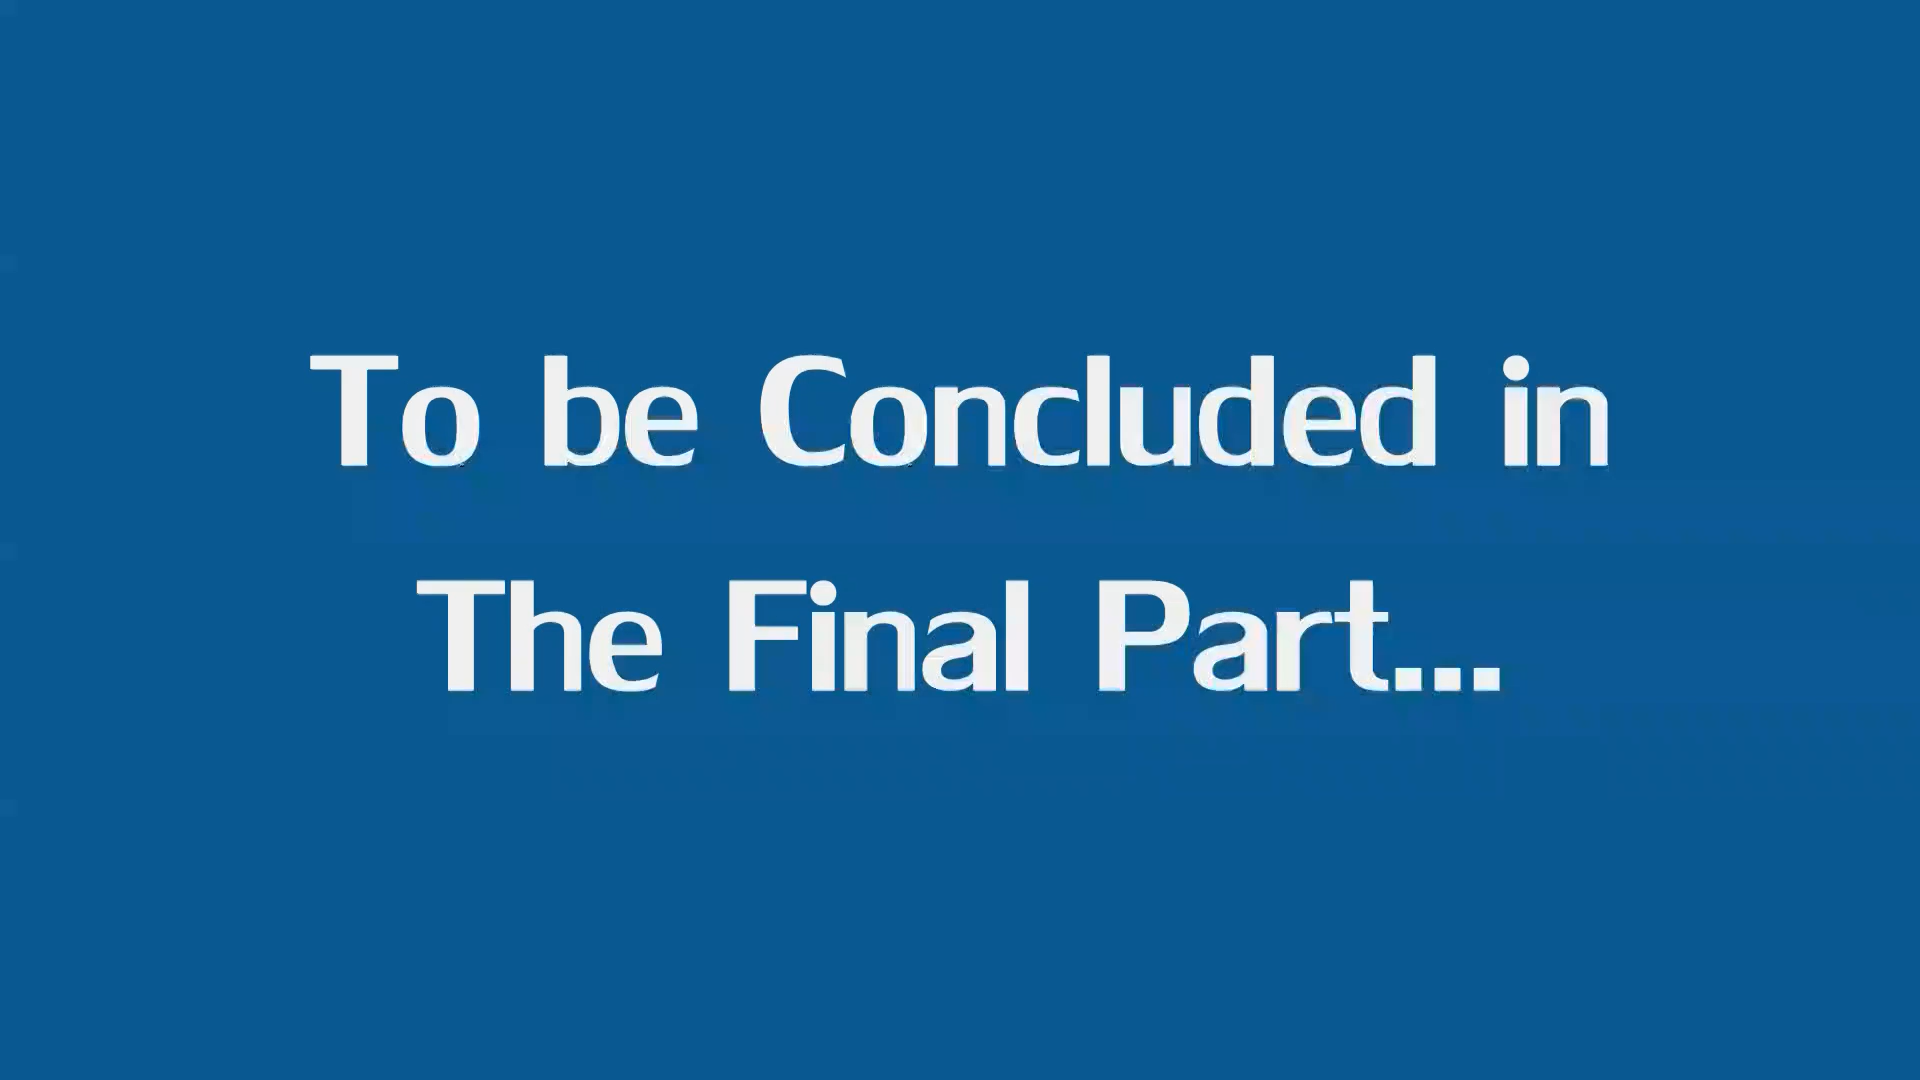 To be Concluded in
The Final Part...